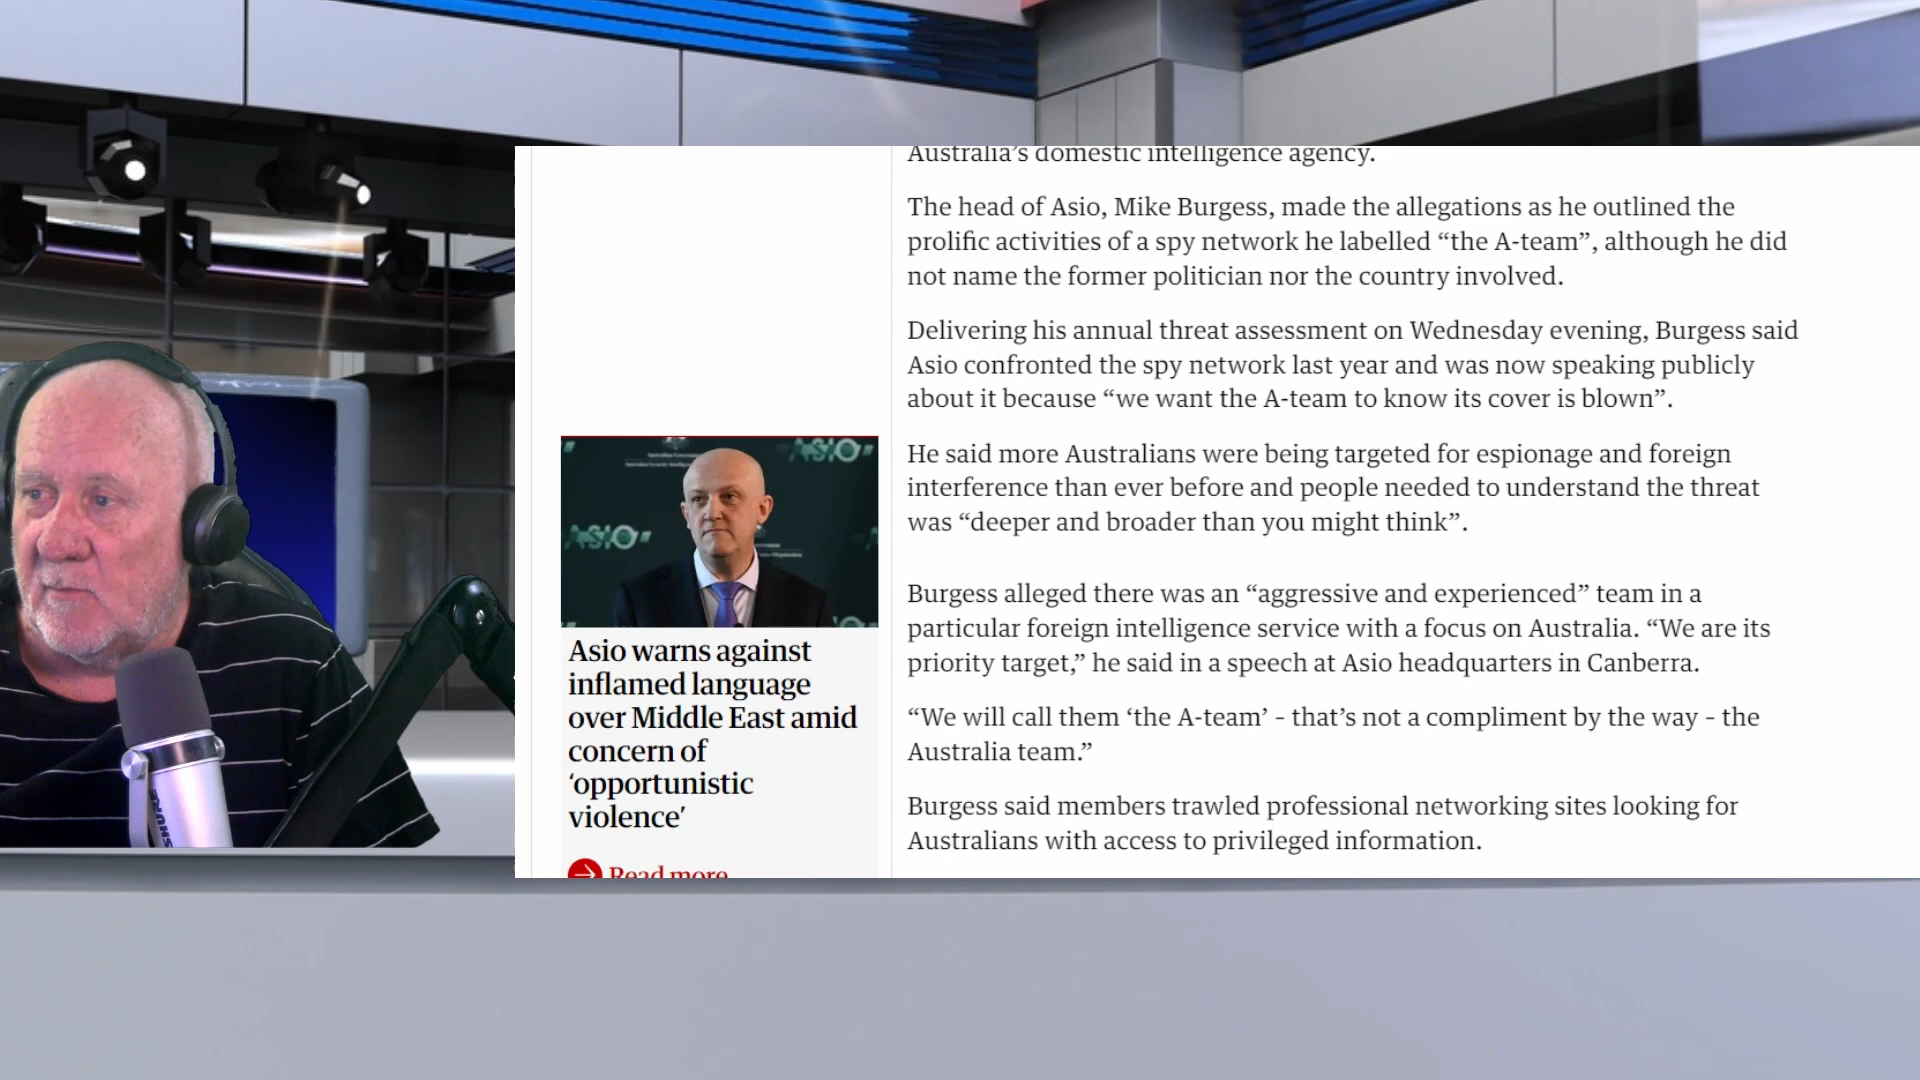 Australia’s domestic intelligence agency.
The head of Asio, Mike Burgess, made the allegations as he outlined the
prolific activities of a spy network he labelled “the A-team”, although he did
not name the former politician nor the country involved.
Delivering his annual threat assessment on Wednesday evening, Burgess said
Asio confronted the spy network last year and was now speaking publicly
about it because “we want the A-team to know its cover is blown”.
He said more Australians were being targeted for espionage and foreign
interference than ever before and people needed to understand the threat
was “deeper and broader than you might think”.
Burgess alleged there was an “aggressive and experienced” team in a
particular foreign intelligence service with a focus on Australia. “We are its
priority target,” he said in a speech at Asio headquarters in Canberra.
“We will call them ‘the A-team’ – that’s not a compliment by the way – the
Australia team.”
Burgess said members trawled professional networking sites looking for
Australians with access to privileged information.
ASIO
ASIO
Asio warns against
inflamed language
over Middle East amid
concern of
‘opportunistic
violence’
Read more
SHURE